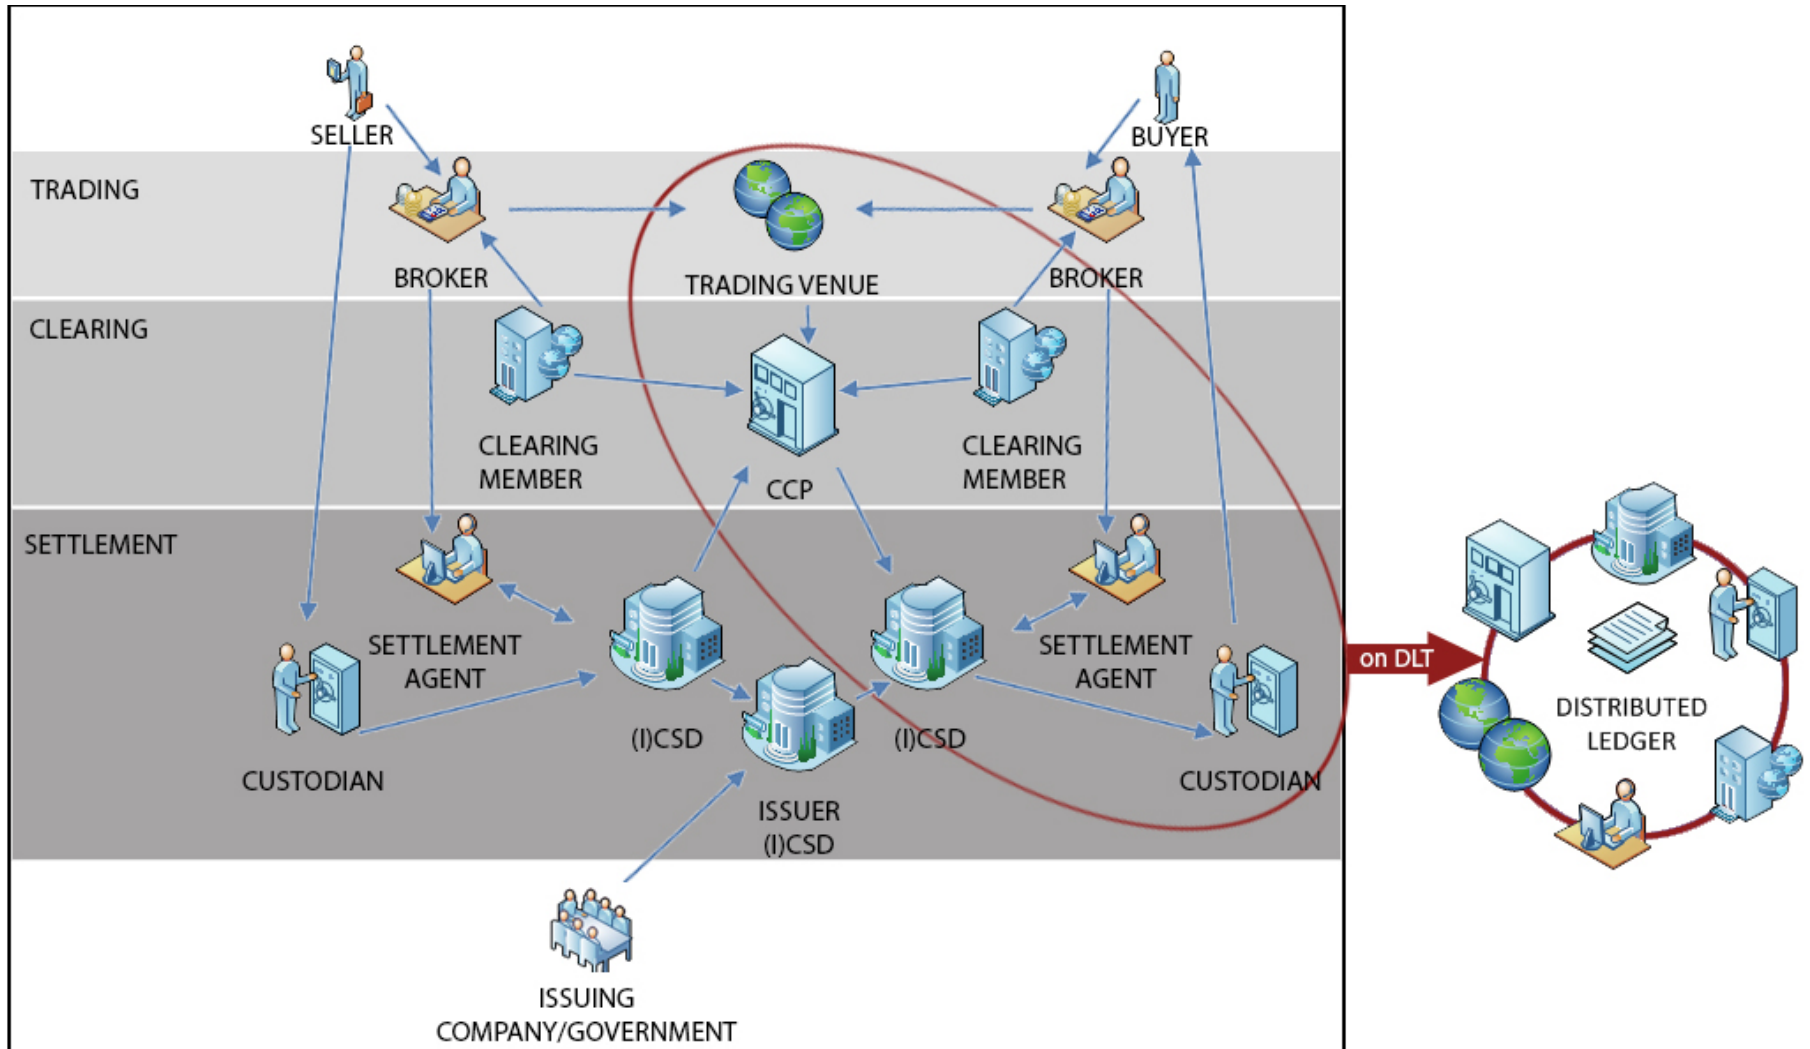 SELLER
BUYER
TRADING
BROKER
TRADING VENUE
BROKER
CLEARING
CLEARING
MEMBER
CCP
CLEARING
MEMBER
SETTLEMENT
SETTLEMENT
AGENT
SETTLEMENT
AGENT
(I)CSD
(I)CSD
CUSTODIAN
CUSTODIAN
ISSUER
(I)CSD
ISSUING
COMPANY/GOVERNMENT
on DLT
DISTRIBUTED
LEDGER